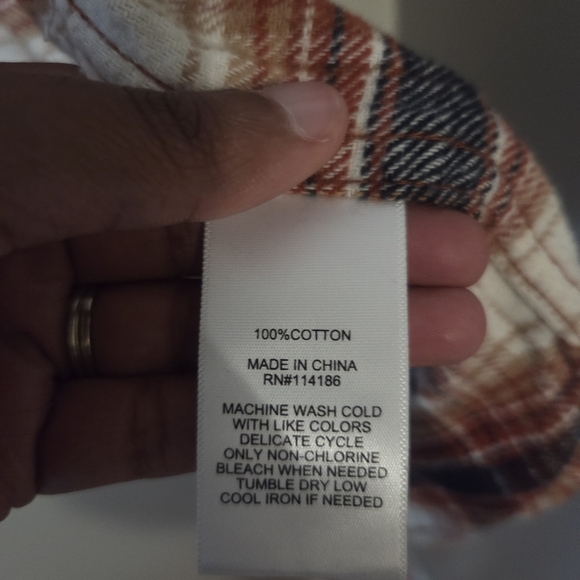 100%COTTON
MADE IN CHINA
RN#114186
MACHINE WASH COLD
WITH LIKE COLORS
DELICATE CYCLE
ONLY NON-CHLORINE
BLEACH WHEN NEEDED
TUMBLE DRY LOW
COOL IRON IF NEEDED